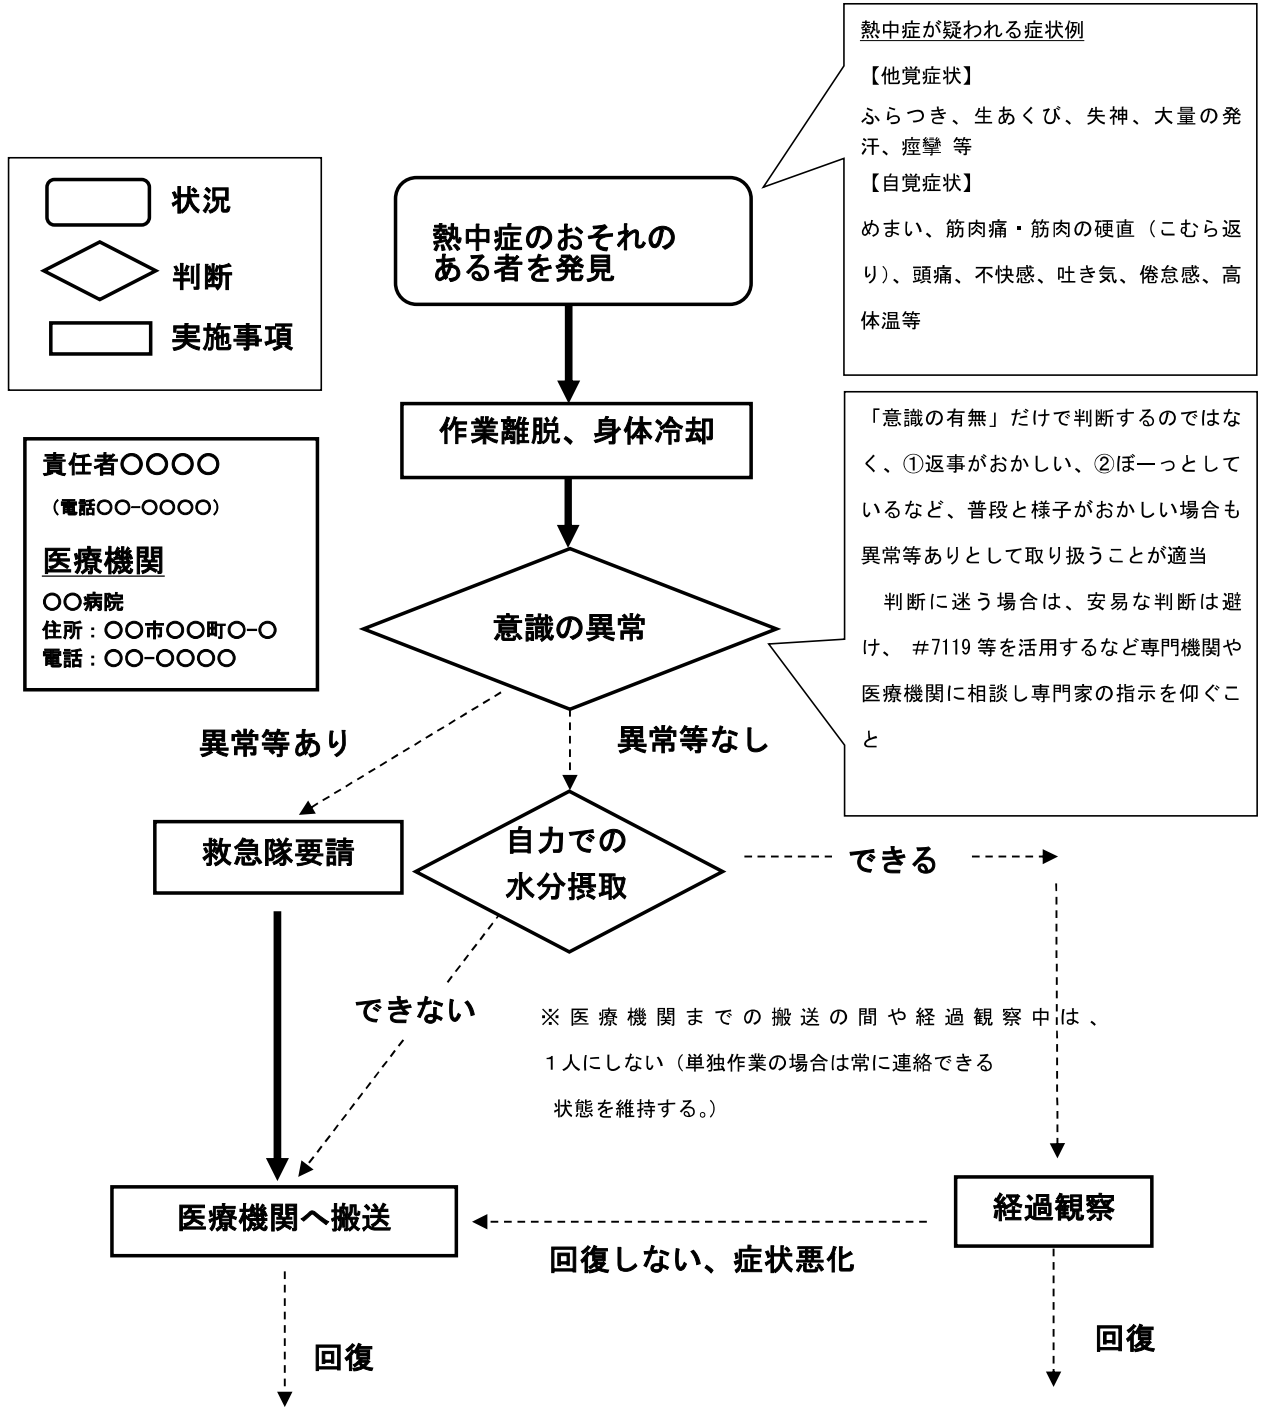 熱中症が疑われる症状例
【他覚症状】
ふらつき、生あくび、失神、大量の発
汗、痙攣 等
【自覚症状】
めまい、筋肉痛・筋肉の硬直（こむら返
り）、頭痛、不快感、吐き気、倦怠感、高
体温等
状況
判断
実施事項
熱中症のおそれの
ある者を発見
作業離脱、身体冷却
責任者〇〇〇〇
（電話〇〇-〇〇〇〇）
医療機関
〇〇病院
住所：〇〇市〇〇町〇-〇
電話：〇〇-〇〇〇〇
「意識の有無」だけで判断するのではな
く、①返事がおかしい、②ぼーっとして
いるなど、普段と様子がおかしい場合も
異常等ありとして取り扱うことが適当
判断に迷う場合は、安易な判断は避
け、 ＃7119 等を活用するなど専門機関や
医療機関に相談し専門家の指示を仰ぐこ
と
意識の異常
異常等あり
異常等なし
救急隊要請
自力での
水分摂取
できる
できない
※医療機関までの搬送の間や経過観察中は、
１人にしない（単独作業の場合は常に連絡できる
状態を維持する。）
医療機関へ搬送
経過観察
回復しない、症状悪化
回復
回復